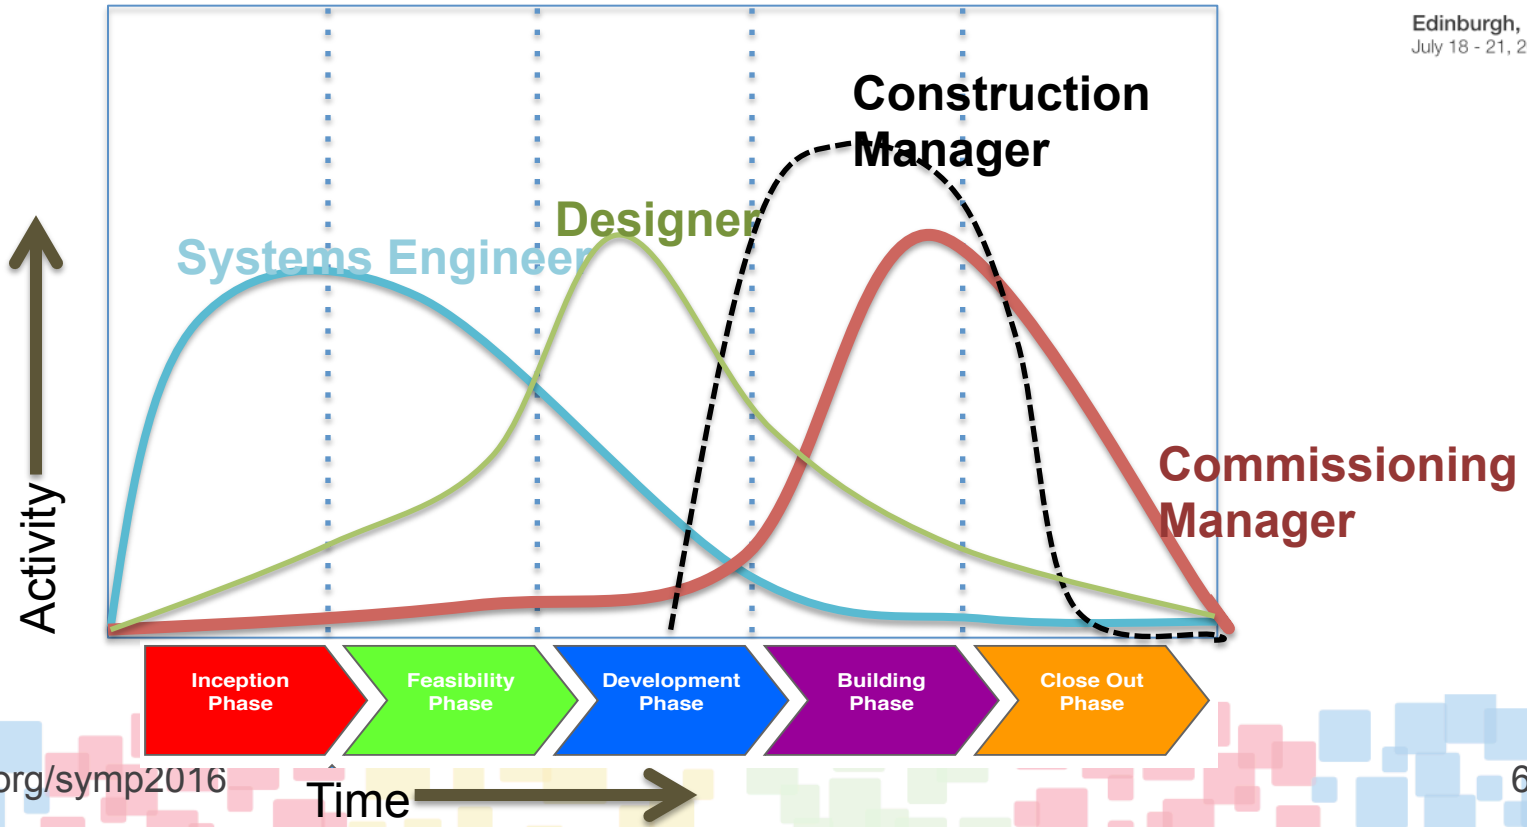 Edinburgh,
July 18 - 21, 2
Construction
Manager
Designer
Systems Engineer
Commissioning
Manager
Activity
Inception
Phase
Feasibility
Phase
Development
Phase
Building
Phase
Close Out
Phase
org/symp2016
Time
6